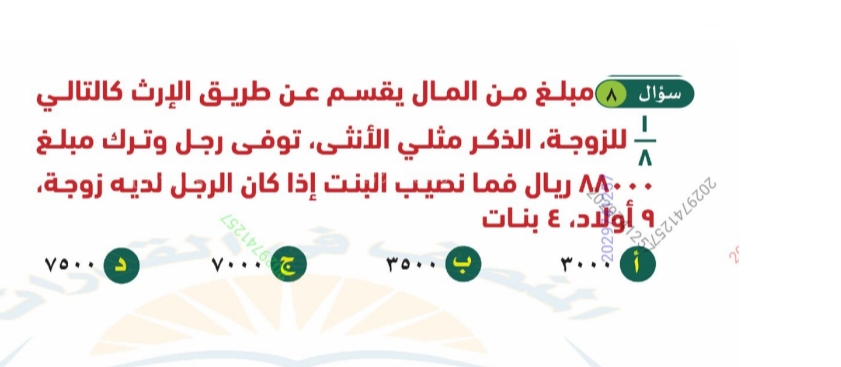 سؤال ٨ مبلغ من المال يقسم عن طريق الإرث كالتالي
١/٨ للزوجة، الذكر مثلي الأنثى، توفى رجل وترك مبلغ
٨٨٠٠٠ ريال فما نصيب البنت إذا كان الرجل لديه زوجة،
٩ أولاد، ٤ بنات
أ ٣٠٠٠ ب ٣٥٠٠ ج ٧٠٠٠ د ٧٥٠٠
2029741257